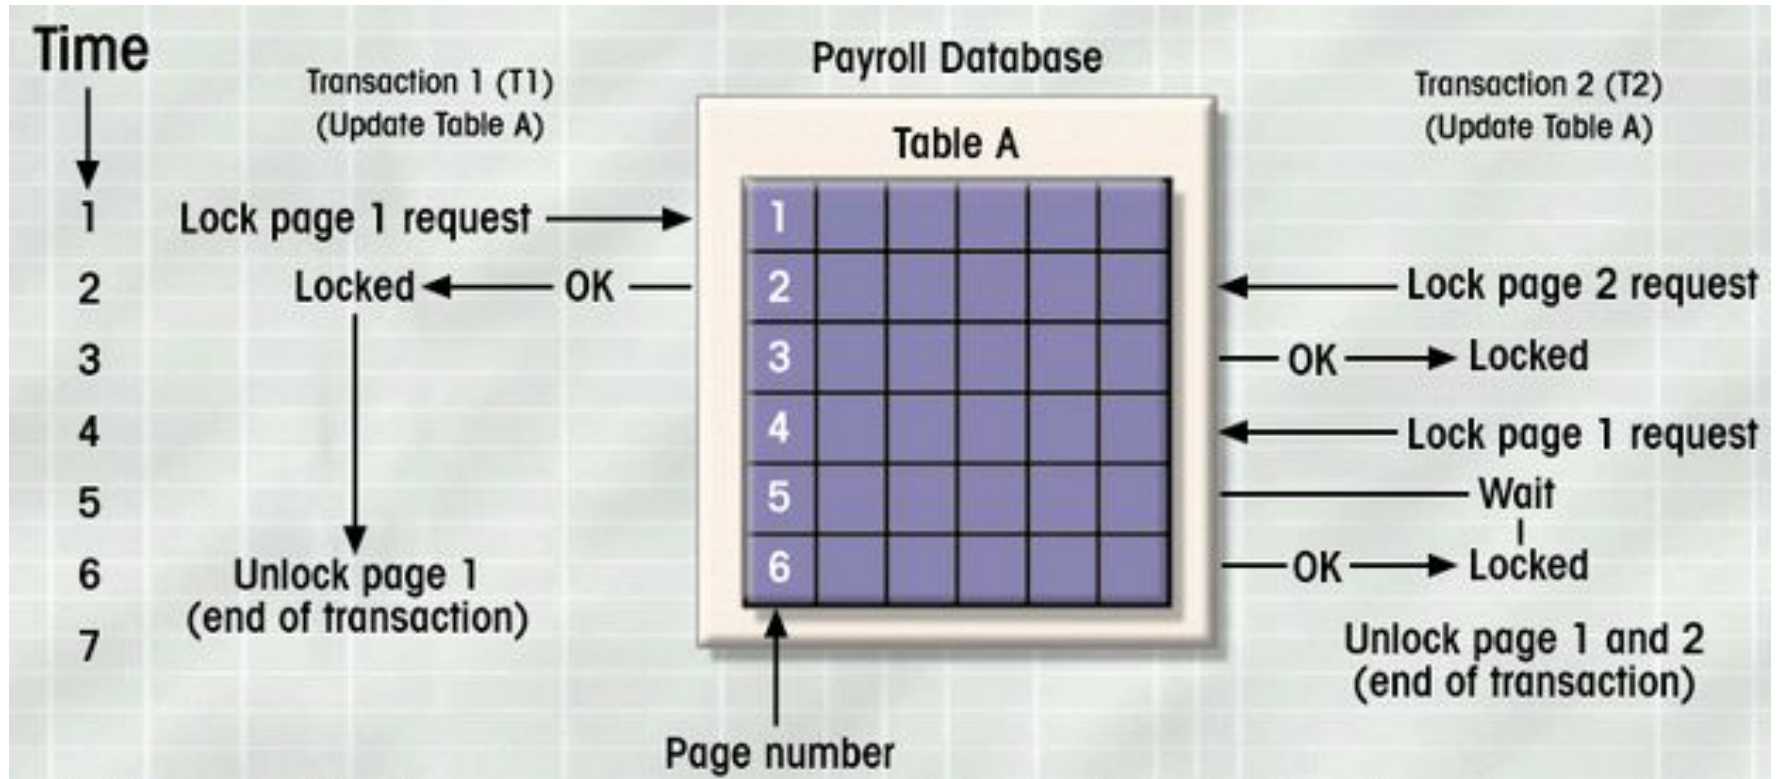 Time
Payroll Database
Transaction 1 (T1)
(Update Table A)
Transaction 2 (T2)
(Update Table A)
Table A
1 Lock page 1 request 1
2 Locked OK 2 Lock page 2 request
3 3 OK Locked
4 4 Lock page 1 request
5 5 Wait
6 Unlock page 1 6 OK Locked
(end of transaction)
7 Unlock page 1 and 2
(end of transaction)
Page number